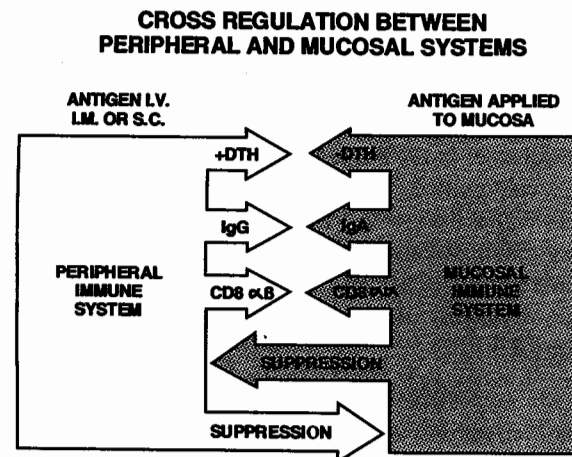 CROSS REGULATION BETWEEN
PERIPHERAL AND MUCOSAL SYSTEMS
ANTIGEN I.V.
I.M. OR S.C.
ANTIGEN APPLIED
TO MUCOSA
+DTH
-DTH
IgG
IgA
PERIPHERAL
IMMUNE
SYSTEM
CD8 αß
CD8
MUCOSAL
IMMUNE
SYSTEM
SUPPRESSION
SUPPRESSION